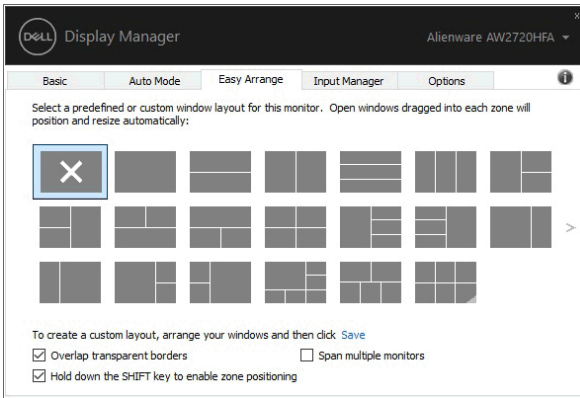 DELL Display Manager Alienware AW2720HFA
Basic Auto Mode Easy Arrange Input Manager Options
Select a predefined or custom window layout for this monitor. Open windows dragged into each zone will
position and resize automatically:
To create a custom layout, arrange your windows and then click Save
Overlap transparent borders Span multiple monitors
Hold down the SHIFT key to enable zone positioning